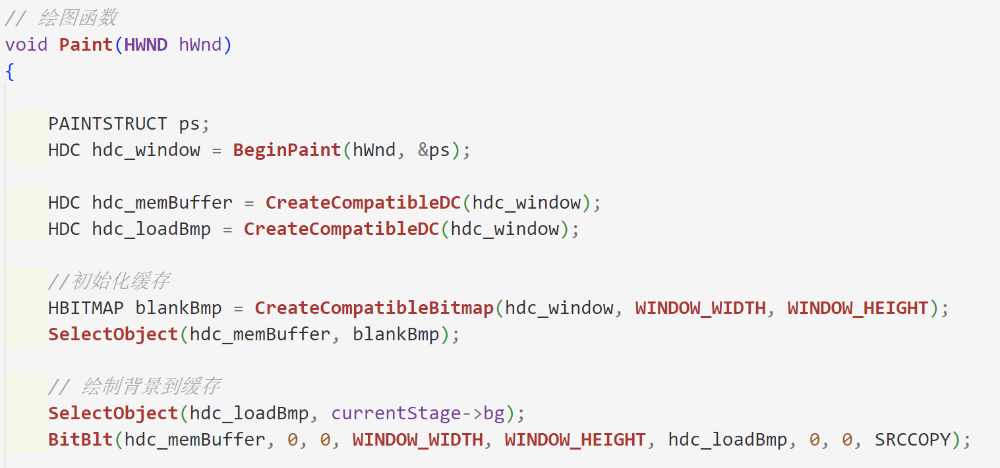 // 绘图函数
void Paint(HWND hWnd)
{
PAINTSTRUCT ps;
HDC hdc_window = BeginPaint(hWnd, &ps);
HDC hdc_memBuffer = CreateCompatibleDC(hdc_window);
HDC hdc_loadBmp = CreateCompatibleDC(hdc_window);
//初始化缓存
HBITMAP blankBmp = CreateCompatibleBitmap(hdc_window, WINDOW_WIDTH, WINDOW_HEIGHT);
SelectObject(hdc_memBuffer, blankBmp);
// 绘制背景到缓存
SelectObject(hdc_loadBmp, currentStage->bg);
BitBlt(hdc_memBuffer, 0, 0, WINDOW_WIDTH, WINDOW_HEIGHT, hdc_loadBmp, 0, 0, SRCCOPY);